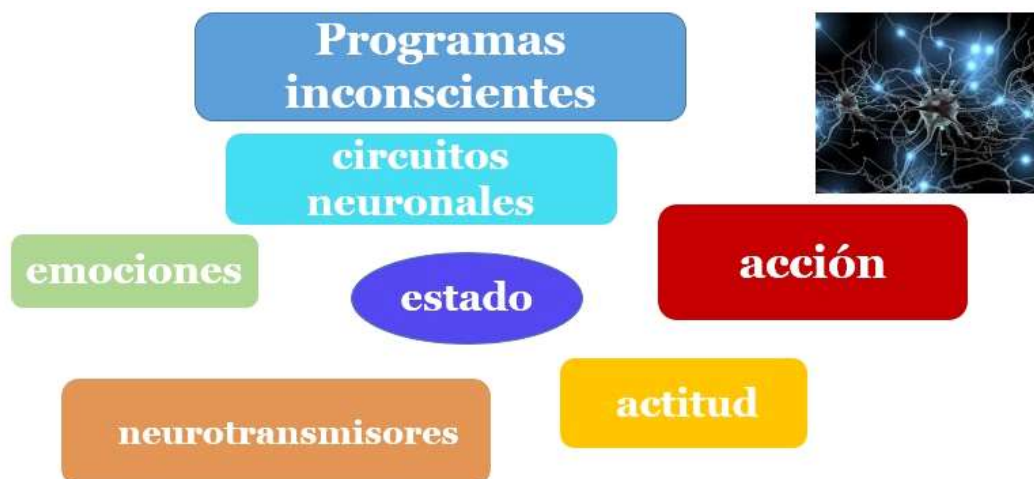 Programas
inconscientes
circuitos
neuronales
emociones
estado
acción
neurotransmisores
actitud